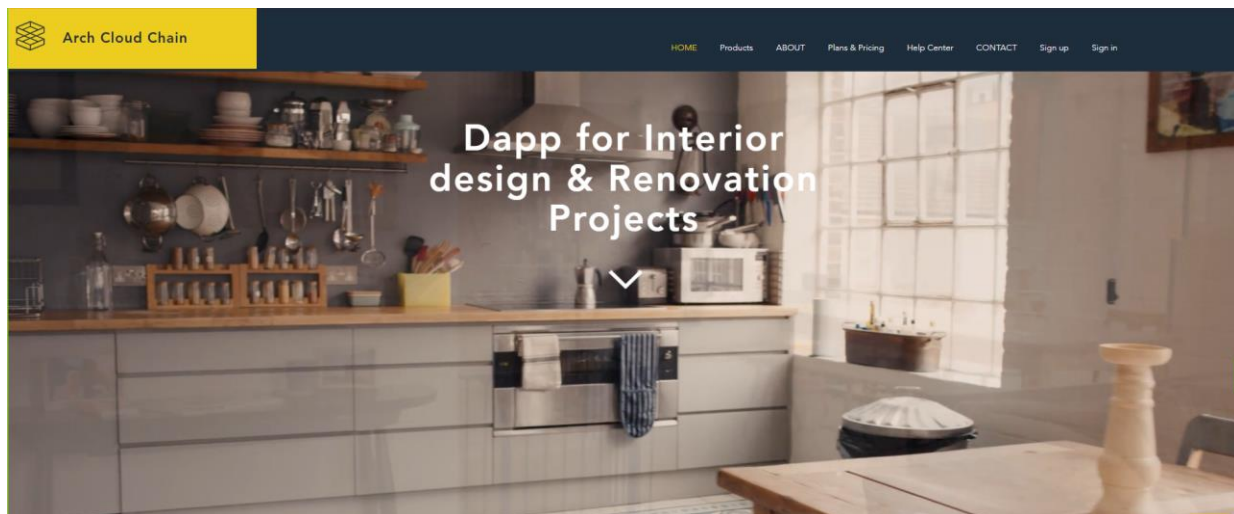 Arch Cloud Chain
HOME Products ABOUT Plans & Pricing Help Center CONTACT Sign up Sign in
Dapp for Interior
design & Renovation
Projects